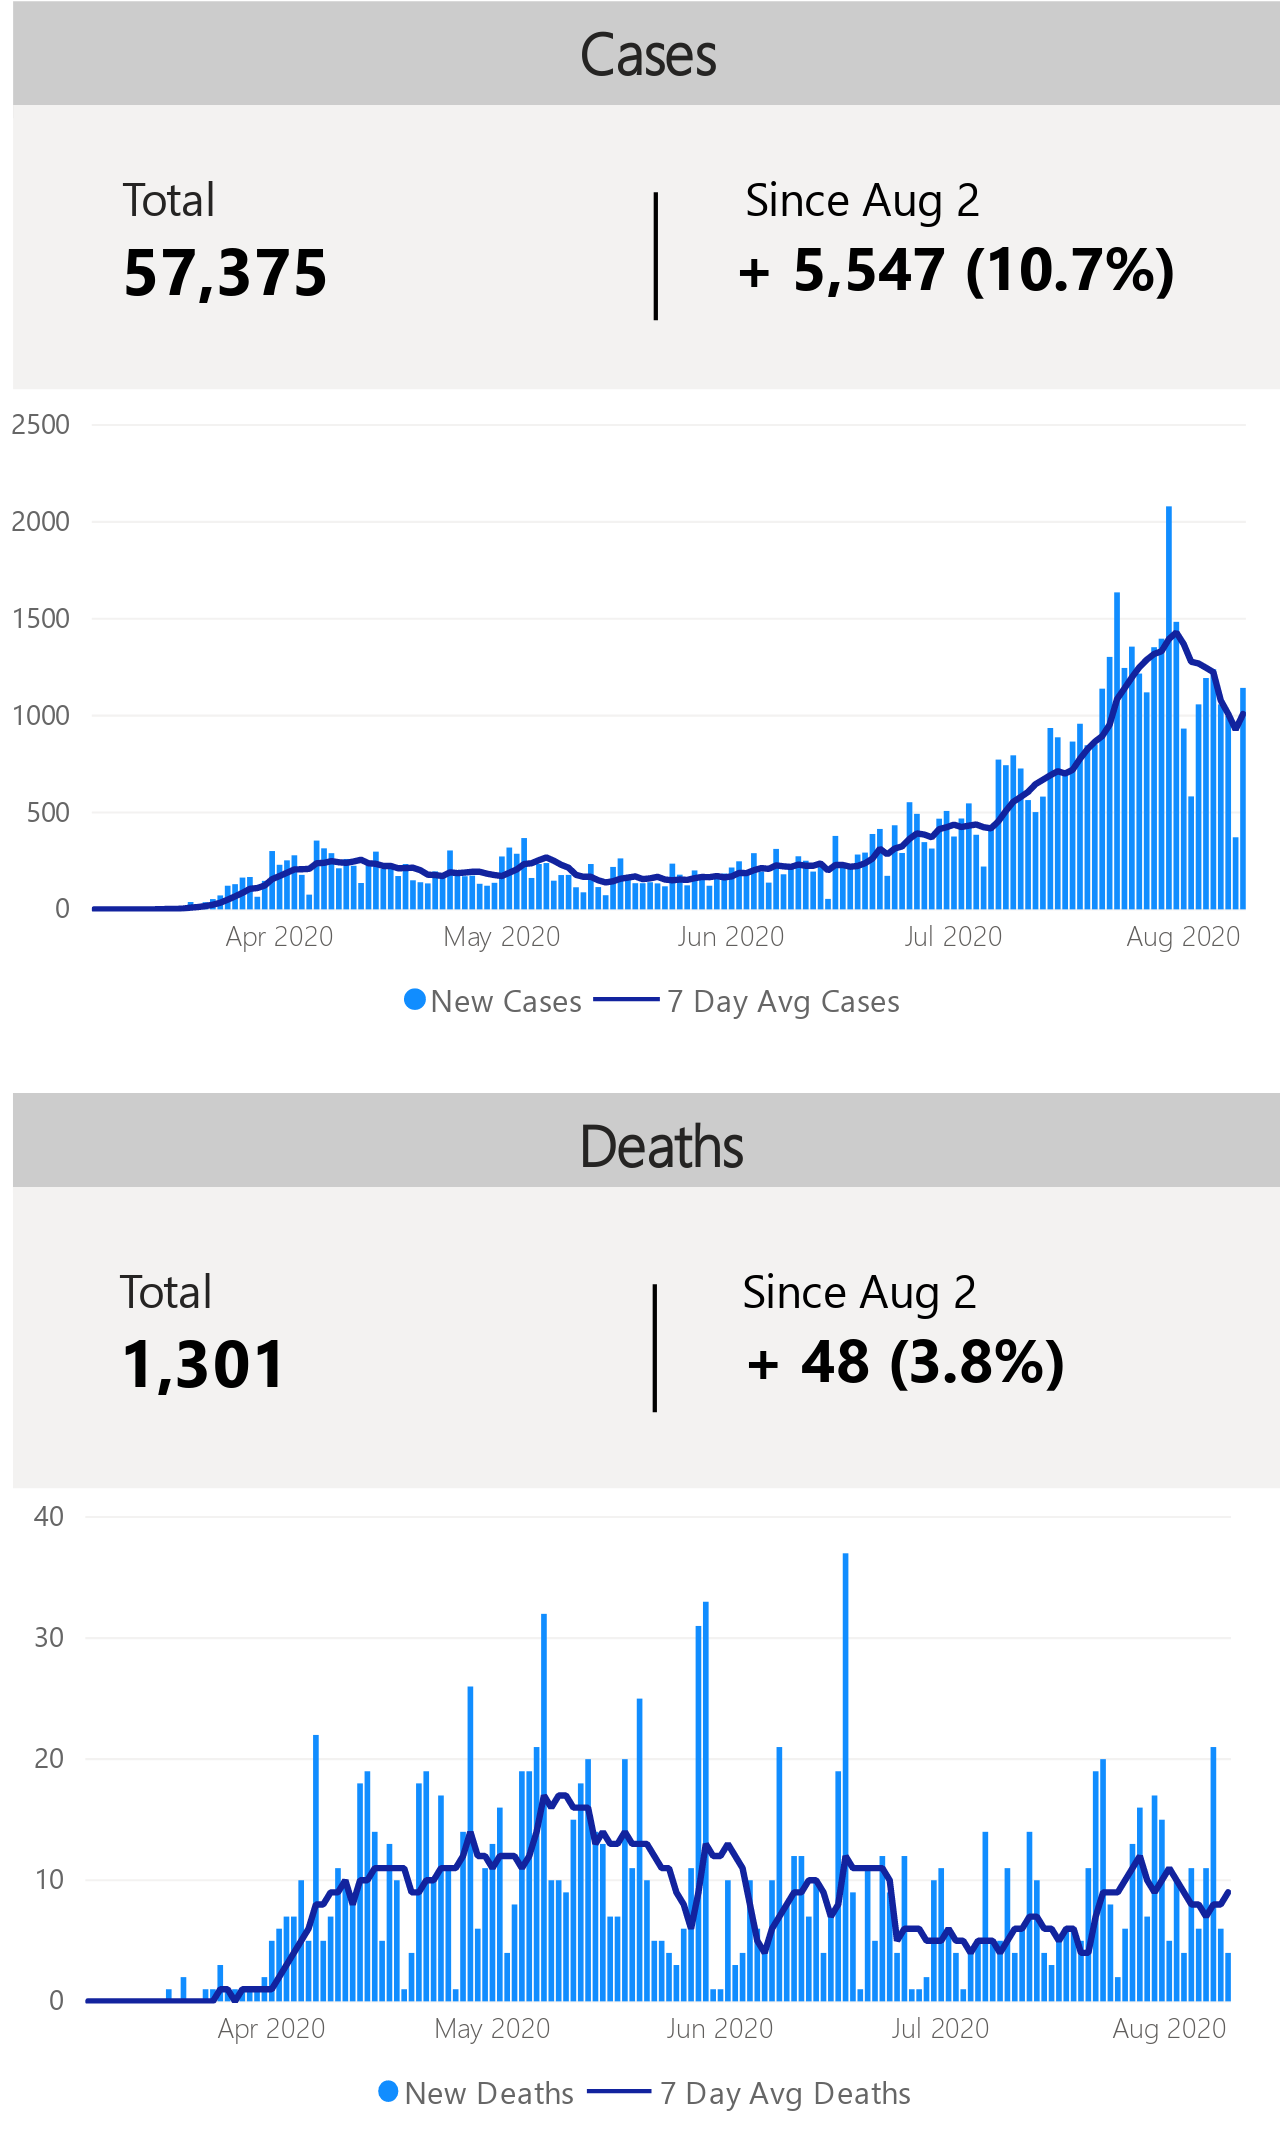 Cases
Total
Since Aug 2
57,375
+ 5,547 (10.7%)
2500
2000
1500
1000
500
0
Apr 2020
May 2020
Jun 2020
Jul 2020
Aug 2020
New Cases
7 Day Avg Cases
Deaths
Total
Since Aug 2
1,301
+ 48 (3.8%)
40
30
20
10
0
Apr 2020
May 2020
Jun 2020
Jul 2020
Aug 2020
New Deaths
7 Day Avg Deaths